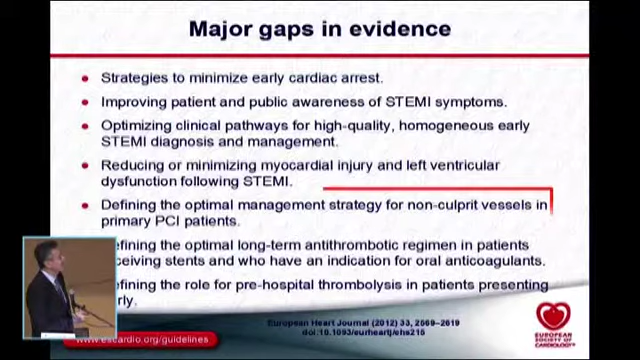 Major gaps in evidence
Strategies to minimize early cardiac arrest.
Improving patient and public awareness of STEMI symptoms.
Optimizing clinical pathways for high-quality, homogeneous early
STEMI diagnosis and management.
Reducing or minimizing myocardial injury and left ventricular
dysfunction following STEMI.
Defining the optimal management strategy for non-culprit vessels in
primary PCI patients.
efining the optimal long-term antithrombotic regimen in patients
ceiving stents and who have an indication for oral anticoagulants.
efining the role for pre-hospital thrombolysis in patients presenting
rly.
European Heart Journal (2012) 33, 2569–2619
doi:10.1093/eurheartj/ehs215
www.escardio.org/guidelines
EUROPEAN
SOCIETY OF
CARDIOLOGY